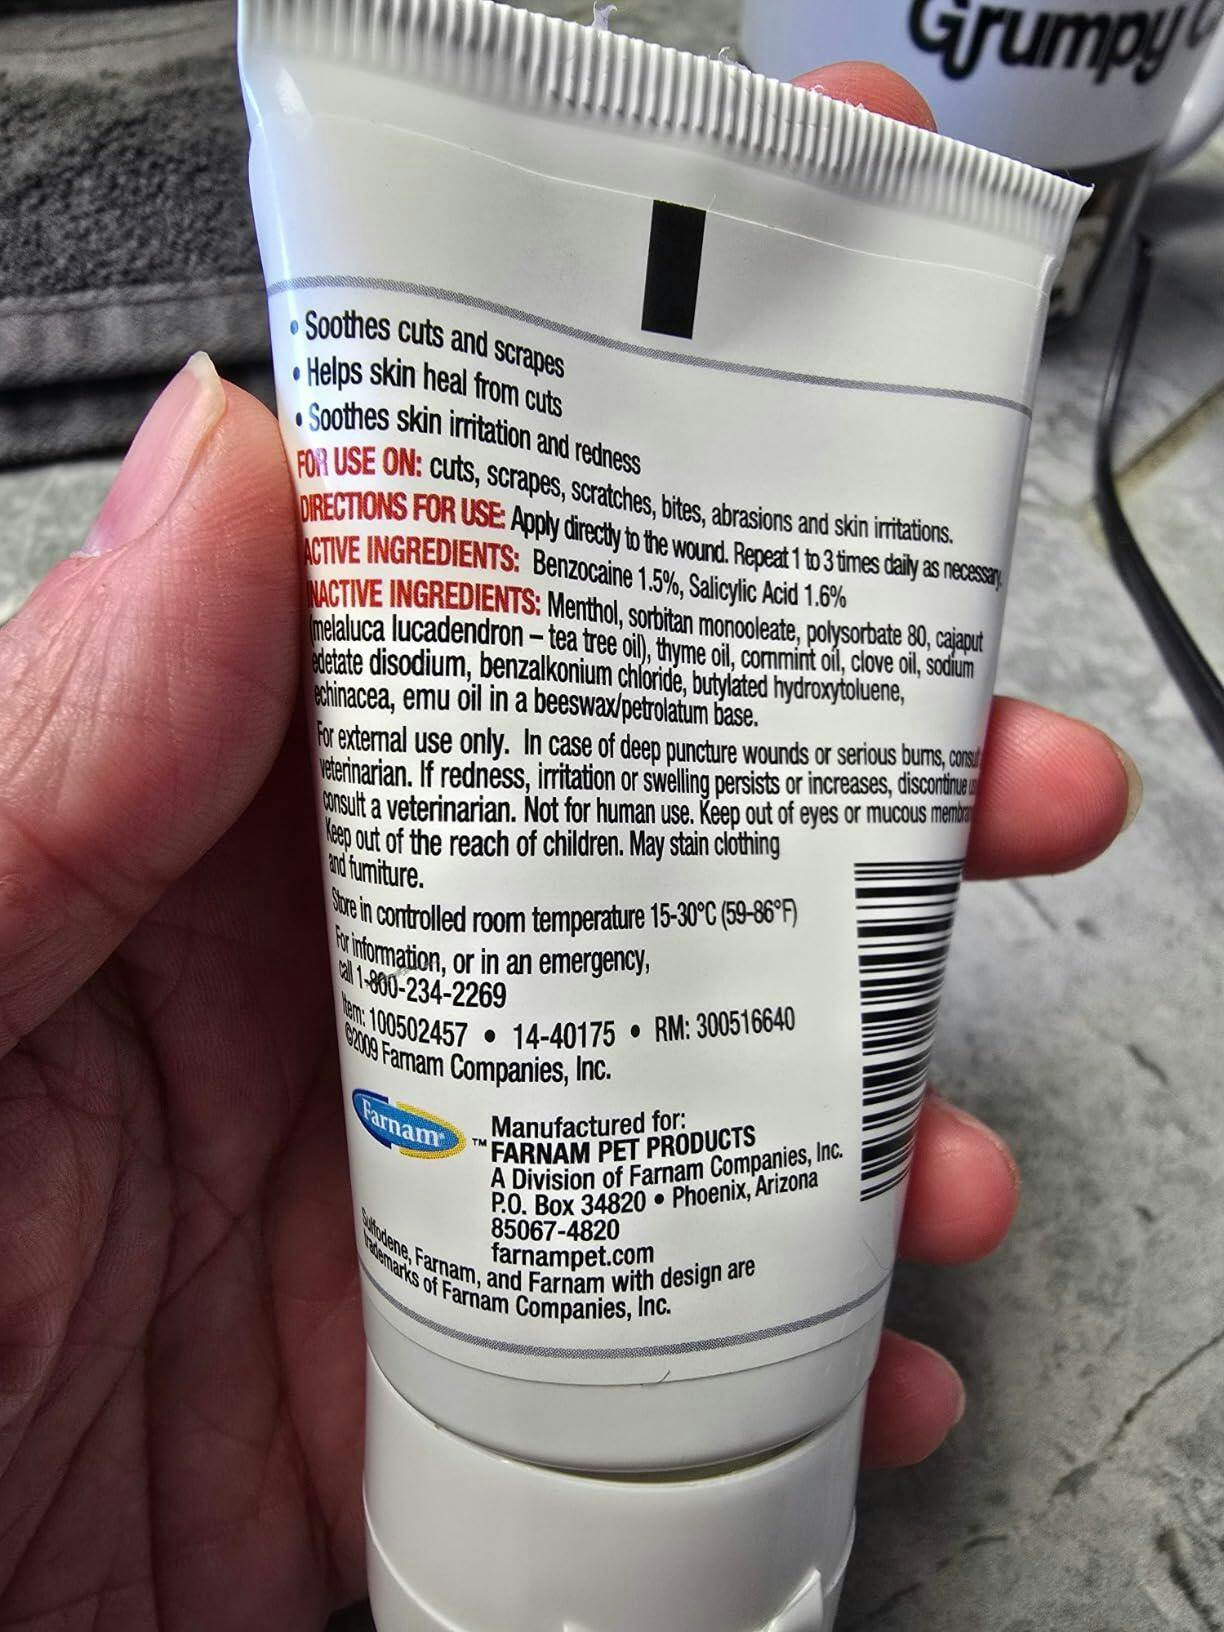 Grumpy
• Soothes cuts and scrapes
• Helps skin heal from cuts
• Soothes skin irritation and redness
FOR USE ON: cuts, scrapes, scratches, bites, abrasions and skin irritations.
DIRECTIONS FOR USE: Apply directly to the wound. Repeat 1 to 3 times daily as necessary.
ACTIVE INGREDIENTS: Benzocaine 1.5%, Salicylic Acid 1.6%
INACTIVE INGREDIENTS: Menthol, sorbitan monooleate, polysorbate 80, cajaput
(melaluca lucadendron – tea tree oil), thyme oil, cornmint oil, clove oil, sodium
edetate disodium, benzalkonium chloride, butylated hydroxytoluene,
echinacea, emu oil in a beeswax/petrolatum base.
For external use only. In case of deep puncture wounds or serious burns,
veterinarian. If redness, irritation or swelling persists or increases, discontinue
consult a veterinarian. Not for human use. Keep out of eyes or mucous
Keep out of the reach of children. May stain clothing
and furniture.
Store in controlled room temperature 15-30°C (59-86°F)
For information, or in an emergency,
call 1-800-234-2269
Item: 100502457 • 14-40175 • RM: 300516640
©2009 Farnam Companies, Inc.
Farnam®
™
Manufactured for:
FARNAM PET PRODUCTS
A Division of Farnam Companies, Inc.
P.O. Box 34820 • Phoenix, Arizona
85067-4820
farnampet.com
Sulfodene, Farnam, and Farnam with design are
trademarks of Farnam Companies, Inc.